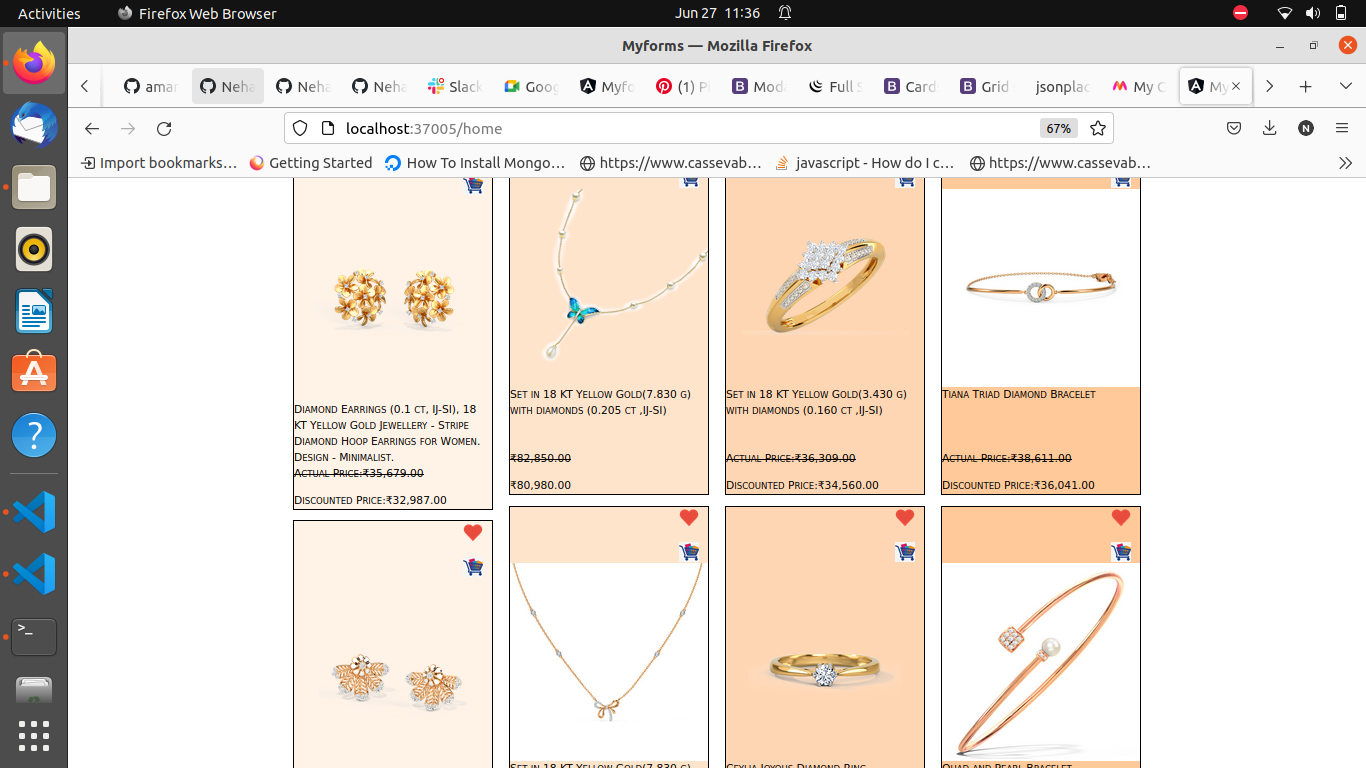 Activities
Firefox Web Browser
Jun 27 11:36
Myforms — Mozilla Firefox
amar
Neha
Neha
Neha
Slack
Goog
Myfo
(1) Pi
Mod
Full S
Card
Grid
jsonplac
My C
My
localhost:37005/home
67%
N
Import bookmarks…
Getting Started
How To Install Mongo…
https://www.cassevab…
javascript - How do I c…
https://www.cassevab…
Diamond Earrings (0.1 ct, IJ-SI), 18
KT Yellow Gold Jewellery - Stripe
Diamond Hoop Earrings for Women.
Design - Minimalist.
Actual Price:₹35,679.00
Discounted Price:₹32,987.00
Set in 18 KT Yellow Gold(7.830 g)
with diamonds (0.205 ct ,IJ-SI)
₹82,850.00
₹80,980.00
Set in 18 KT Yellow Gold(3.430 g)
with diamonds (0.160 ct ,IJ-SI)
Actual Price:₹36,309.00
Discounted Price:₹34,560.00
Tiana Triad Diamond Bracelet
Actual Price:₹38,611.00
Discounted Price:₹36,041.00
Set in 18 KT Yellow Gold(7.830 g)
Ceylia Joyous Diamond Ring
Quad and Pearl Bracelet